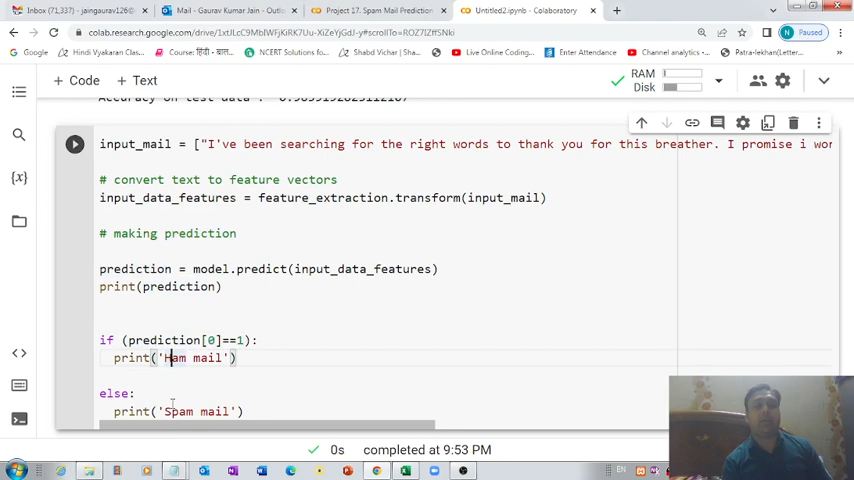 Inbox (71,337) - jaingaurav126@
Mail - Gaurav Kumar Jain - Outlo
Project 17. Spam Mail Prediction
Untitled2.ipynb - Colaboratory
colab.research.google.com/drive/
Paused
Google
Hindi Vyakaran Clas...
Course: हिंदी - बाल...
NCERT Solutions fo...
Shabd Vichar | Sha...
Live Online Coding...
Enter Attendance
Channel analytics -...
Patra-lekhan(Letter...
+ Code + Text
RAM
Disk
Accuracy on test data :
input_mail = ["I've been searching for the right words to thank you for this breather. I promise i wor
# convert text to feature vectors
input_data_features = feature_extraction.transform(input_mail)
# making prediction
prediction = model.predict(input_data_features)
print(prediction)
if (prediction[0]==1):
print('Ham mail')
else:
print('Spam mail')
0s completed at 9:53 PM
EN